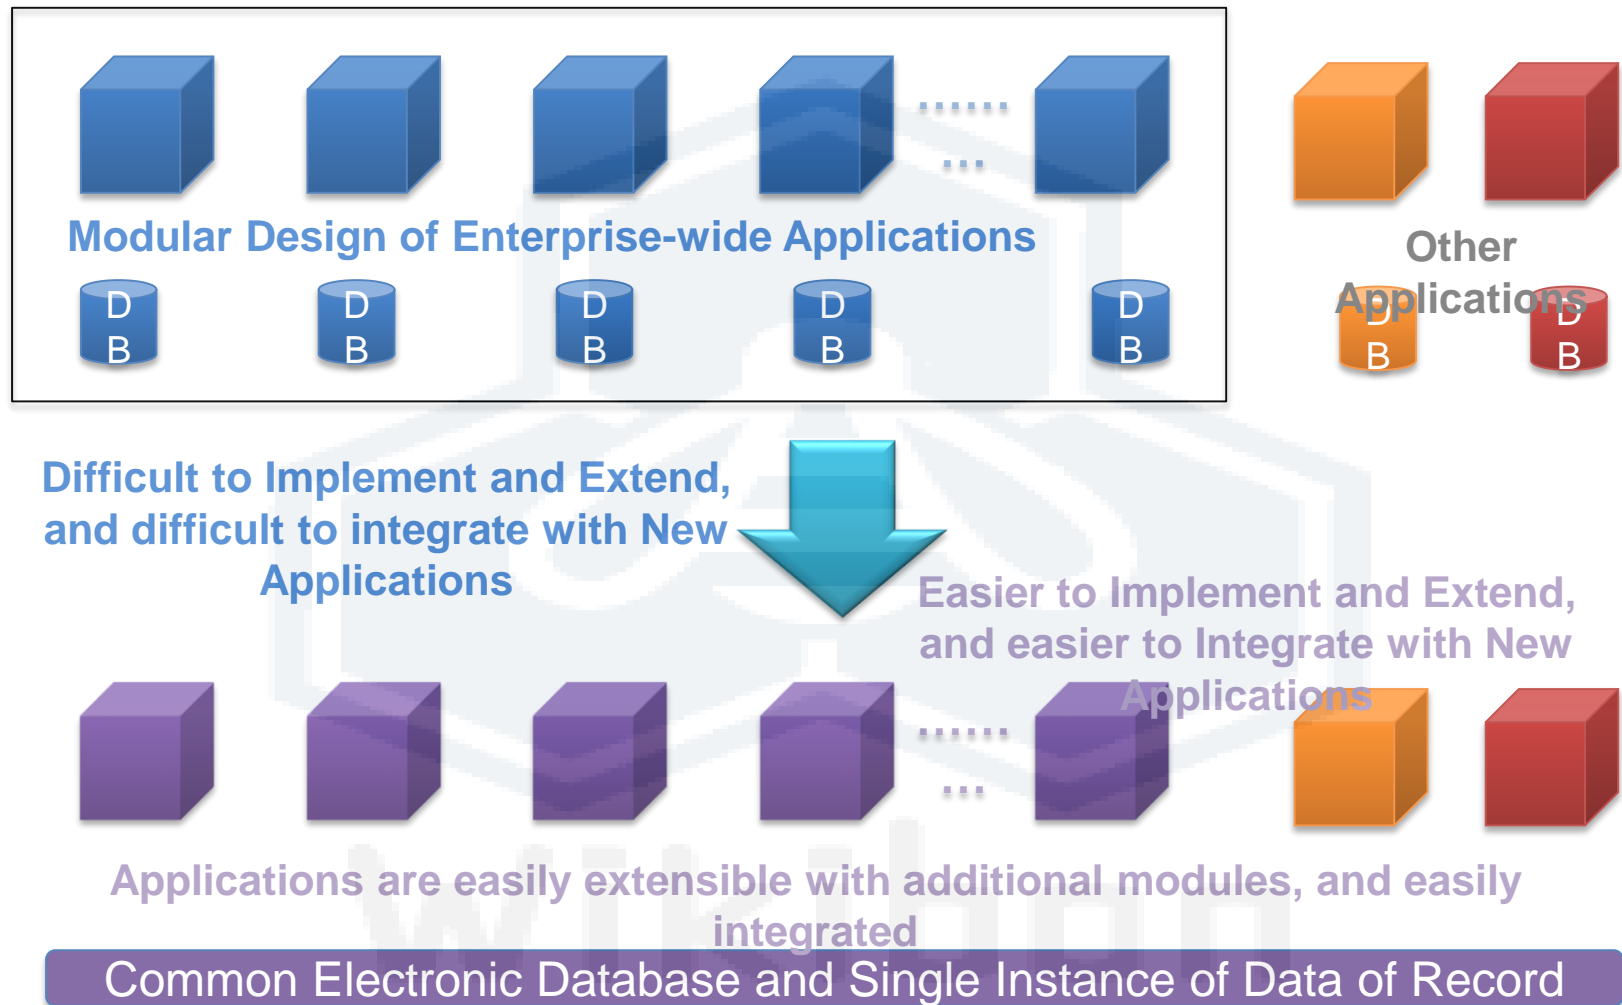 ......
...
Modular Design of Enterprise-wide Applications
Other
Applications
D
B
D
B
D
B
D
B
D
B
D
B
D
B
Difficult to Implement and Extend,
and difficult to integrate with New
Applications
Easier to Implement and Extend,
and easier to Integrate with New
Applications
......
...
Applications are easily extensible with additional modules, and easily
integrated
Common Electronic Database and Single Instance of Data of Record
wikibon